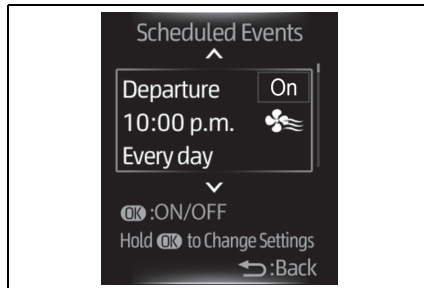 Scheduled Events
Departure On
10:00 p.m.
Every day
OK :ON/OFF
Hold OK to Change Settings
:Back